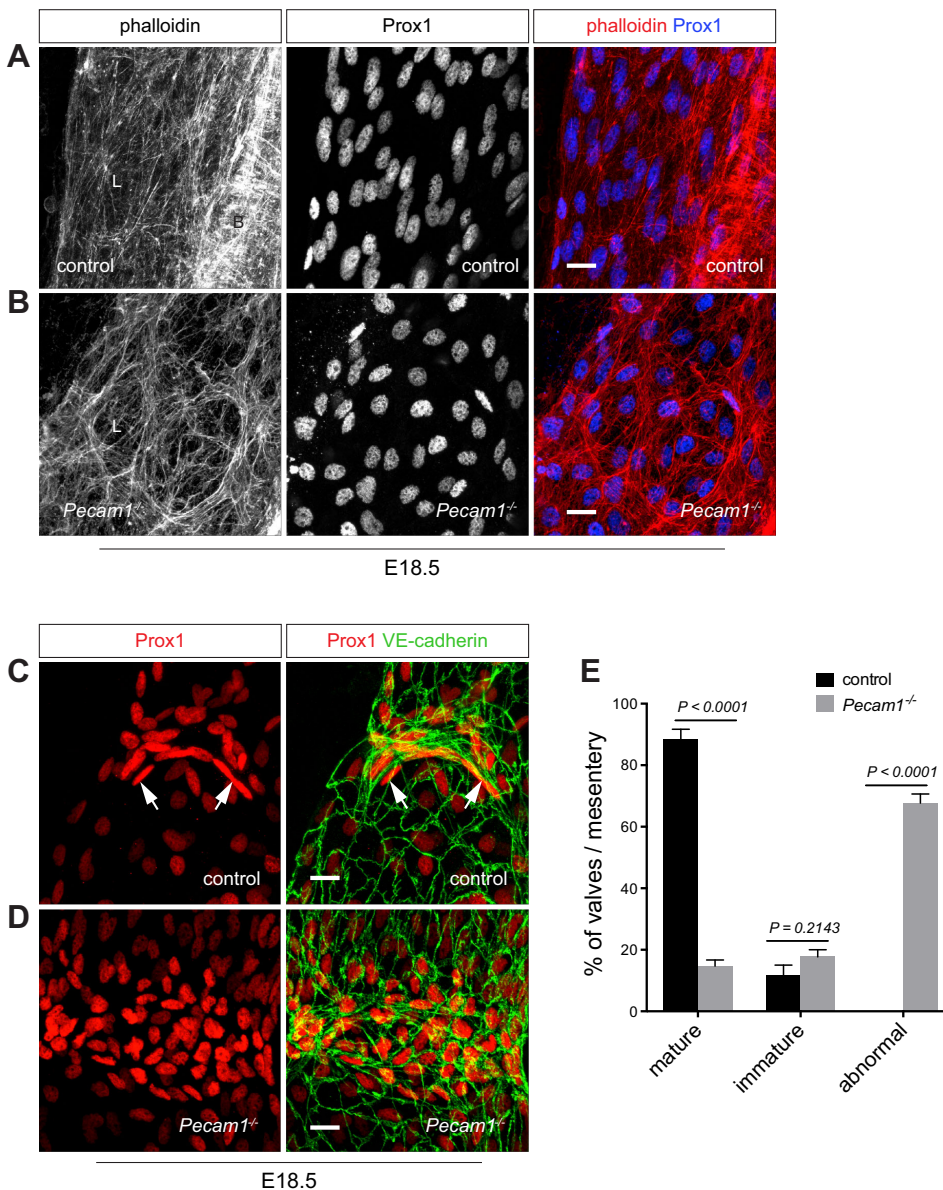 phalloidin
Prox1
phalloidin Prox1
A
L
B
control
control
control
B
L
Pecam1-/-
Pecam1-/-
E18.5
Prox1
Prox1 VE-cadherin
C
control
control
D
Pecam1-/-
Pecam1-/-
E18.5
E
control
Pecam1-/-
% of valves / mesentery
100
80
60
40
20
0
P < 0.0001
P = 0.2143
P < 0.0001
mature
immature
abnormal